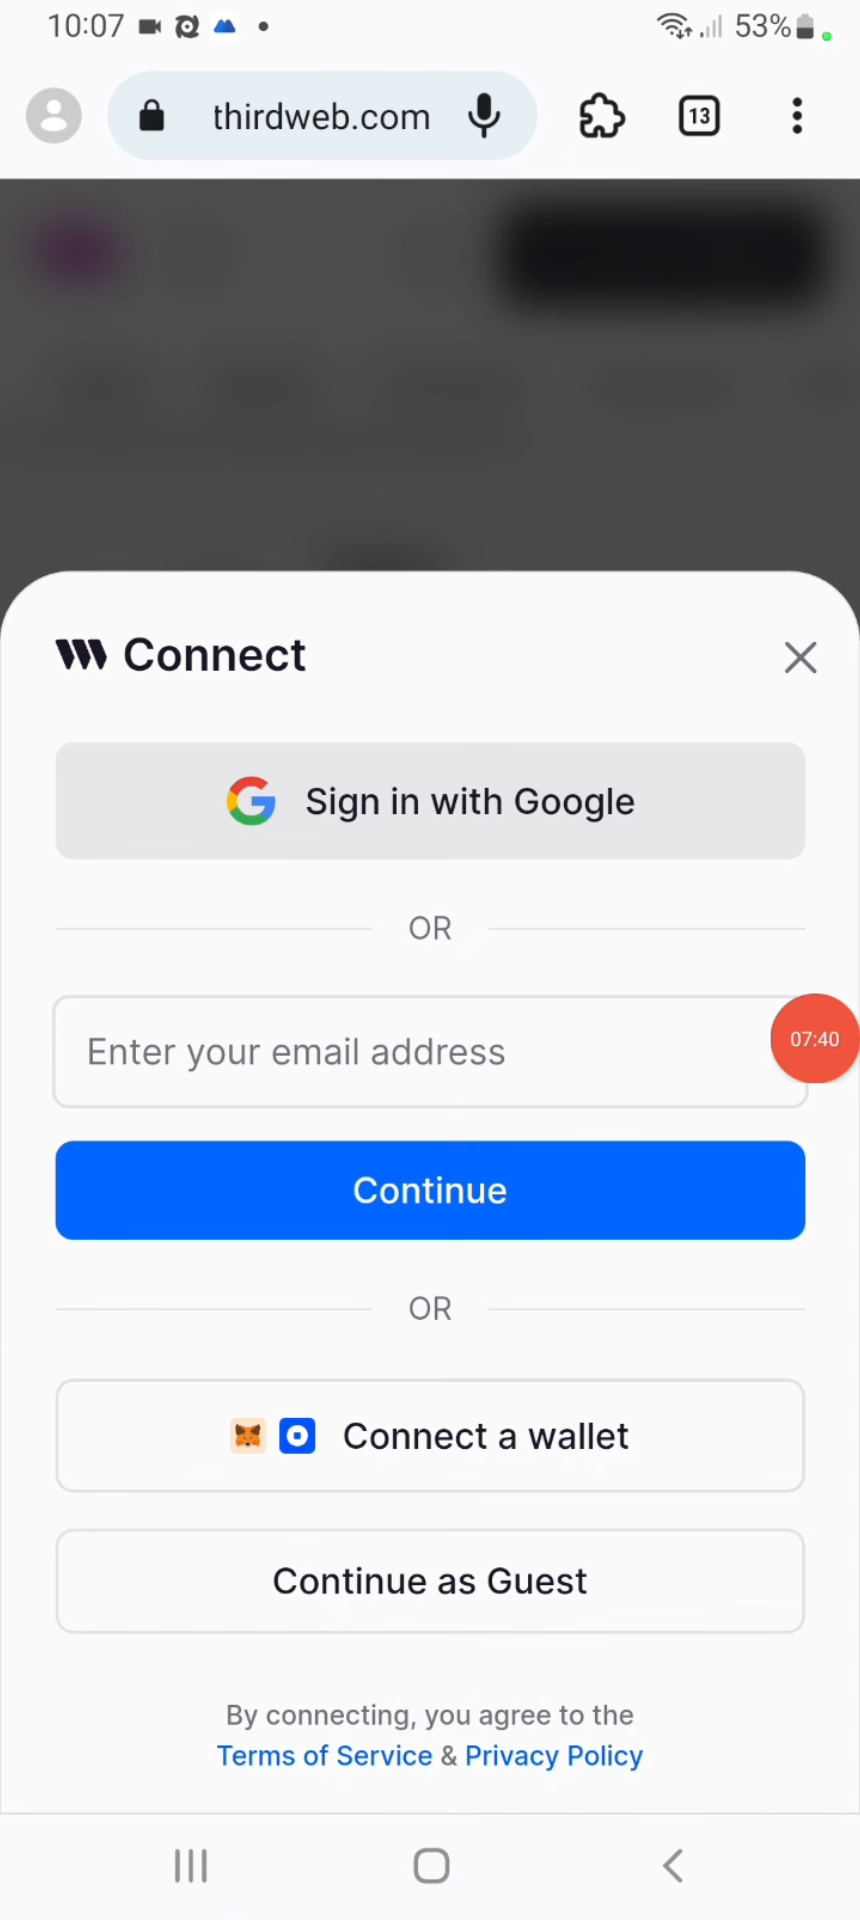 10:07
53%
thirdweb.com
13
Connect
Sign in with Google
OR
Enter your email address
07:40
Continue
OR
Connect a wallet
Continue as Guest
By connecting, you agree to the
Terms of Service & Privacy Policy